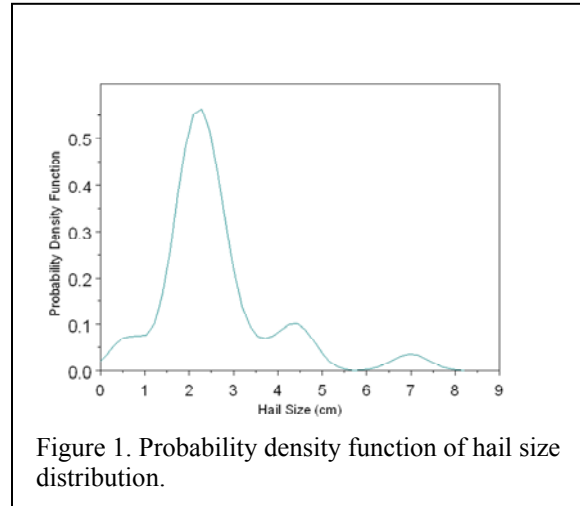 0.5
0.4
0.3
0.2
0.1
0.0
Probability Density Function
0 1 2 3 4 5 6 7 8 9
Hail Size (cm)
Figure 1. Probability density function of hail size
distribution.